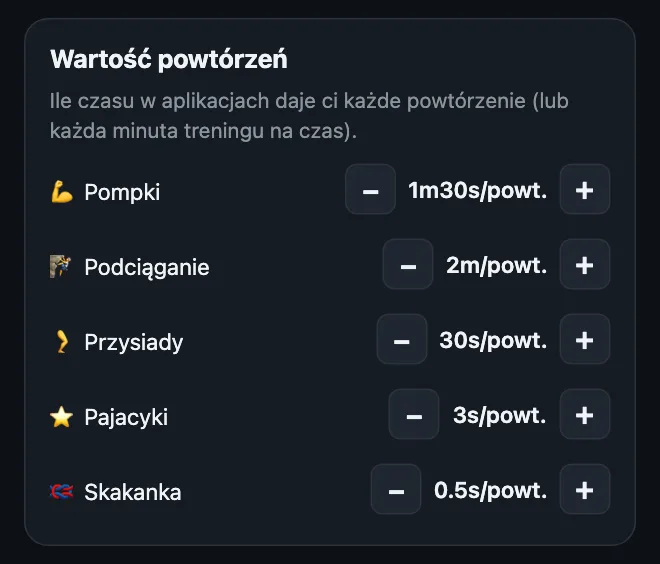 Wartość powtórzeń
Ile czasu w aplikacjach daje ci każde powtórzenie (lub
każda minuta treningu na czas).
Pompki − 1m30s/powt. +
Podciąganie − 2m/powt. +
Przysiady − 30s/powt. +
Pajacyki − 3s/powt. +
Skakanka − 0.5s/powt. +